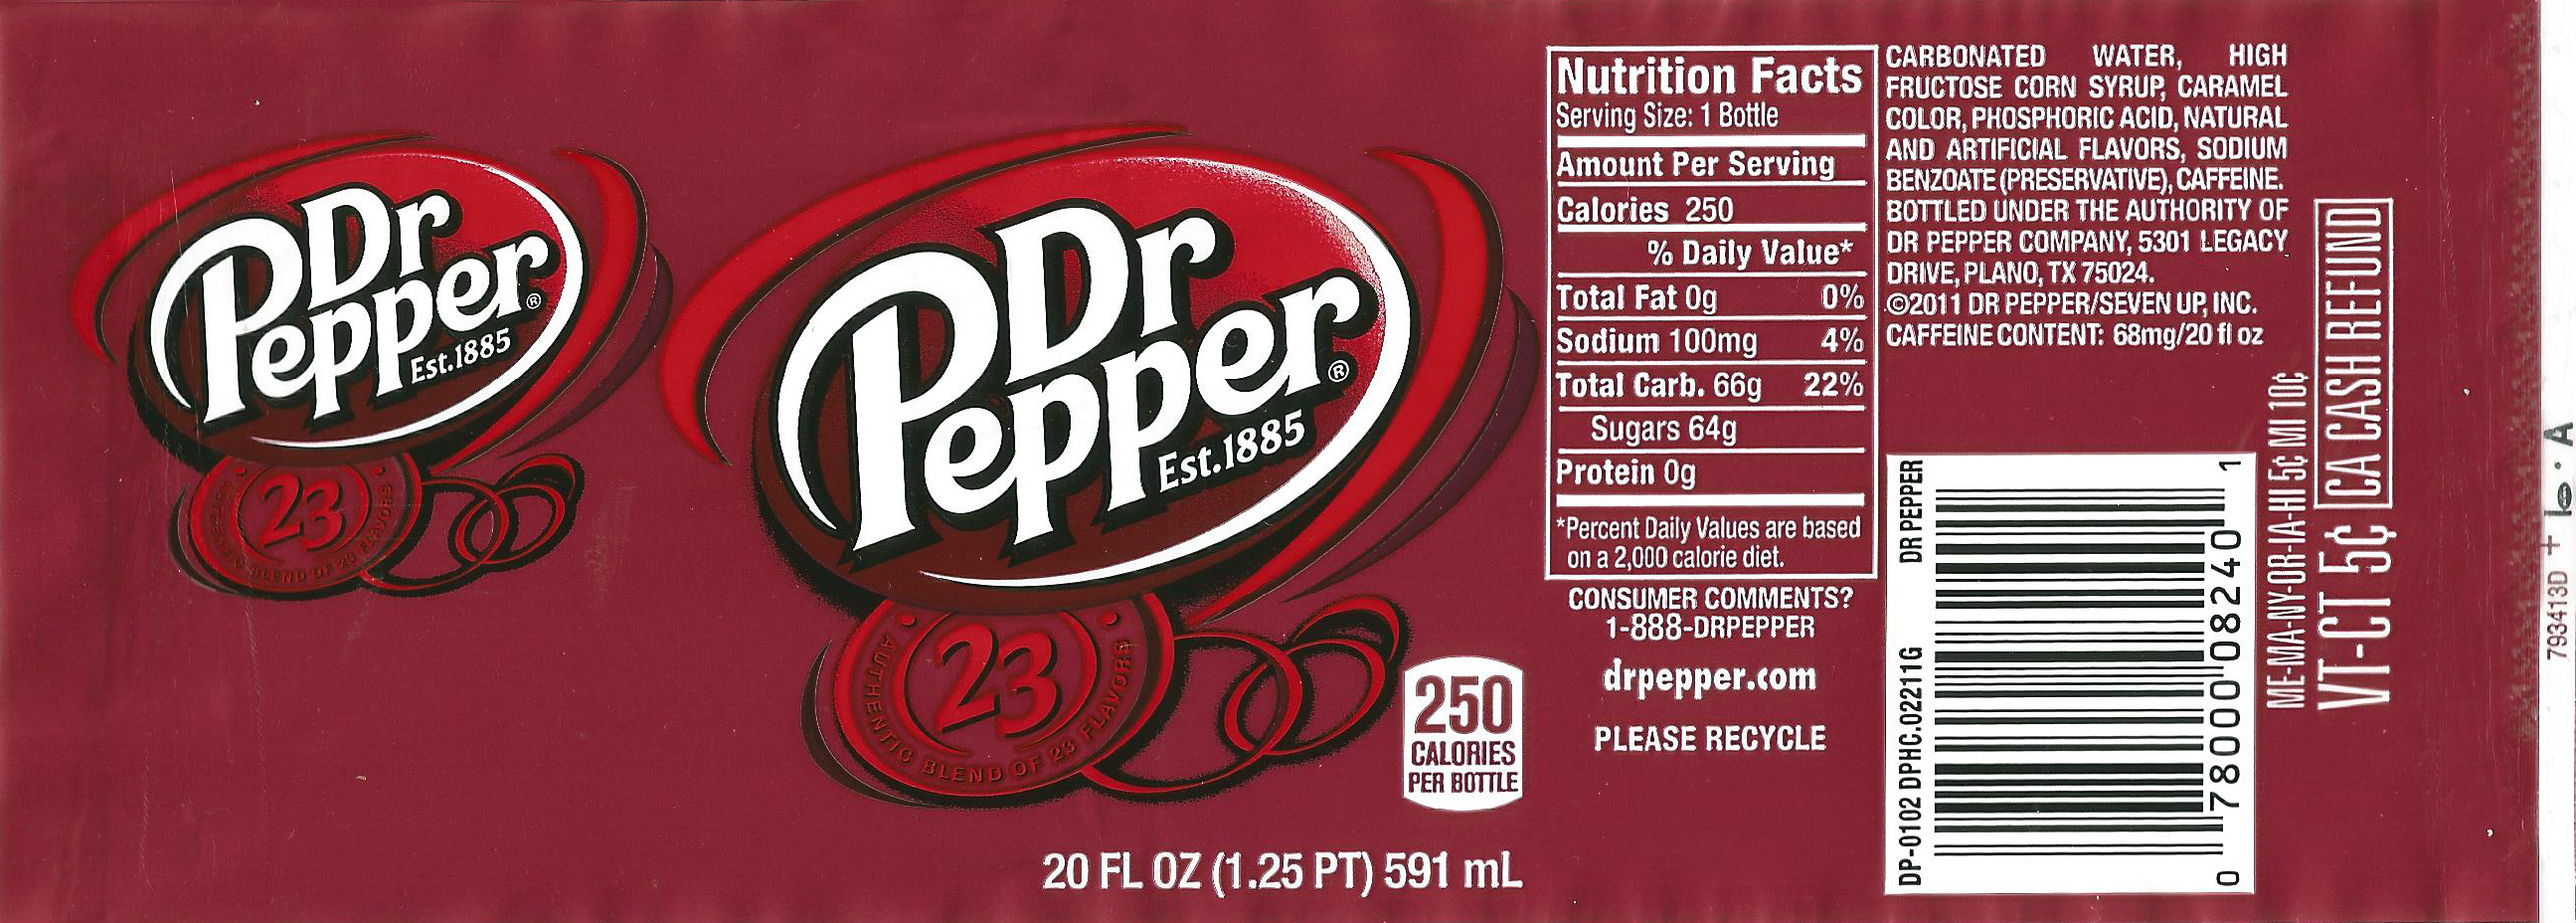 Dr
Pepper®
Est.1885
23
AUTHENTIC BLEND OF 23 FLAVORS
Dr
Pepper®
Est.1885
23
AUTHENTIC BLEND OF 23 FLAVORS
250
CALORIES
PER BOTTLE
20 FL OZ (1.25 PT) 591 mL
Nutrition Facts
Serving Size: 1 Bottle
Amount Per Serving
Calories 250
% Daily Value*
Total Fat 0g 0%
Sodium 100mg 4%
Total Carb. 66g 22%
Sugars 64g
Protein 0g
*Percent Daily Values are based
on a 2,000 calorie diet.
CONSUMER COMMENTS?
1-888-DRPEPPER
drpepper.com
PLEASE RECYCLE
CARBONATED WATER, HIGH
FRUCTOSE CORN SYRUP, CARAMEL
COLOR, PHOSPHORIC ACID, NATURAL
AND ARTIFICIAL FLAVORS, SODIUM
BENZOATE (PRESERVATIVE), CAFFEINE.
BOTTLED UNDER THE AUTHORITY OF
DR PEPPER COMPANY, 5301 LEGACY
DRIVE, PLANO, TX 75024.
©2011 DR PEPPER/SEVEN UP, INC.
CAFFEINE CONTENT: 68mg/20 fl oz
DP-0102 DPHC.02211G DR PEPPER
0 78000 08240 1
ME-MA-NY-OR-IA-HI 5¢ MI 10¢
VT-CT 5¢ CA CASH REFUND
793413D + A